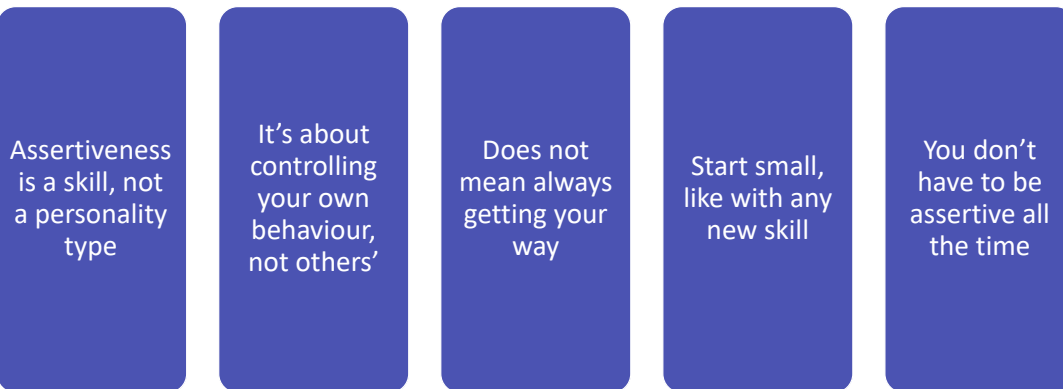 Assertiveness
is a skill, not
a personality
type
It’s about
controlling
your own
behaviour,
not others’
Does not
mean always
getting your
way
Start small,
like with any
new skill
You don’t
have to be
assertive all
the time